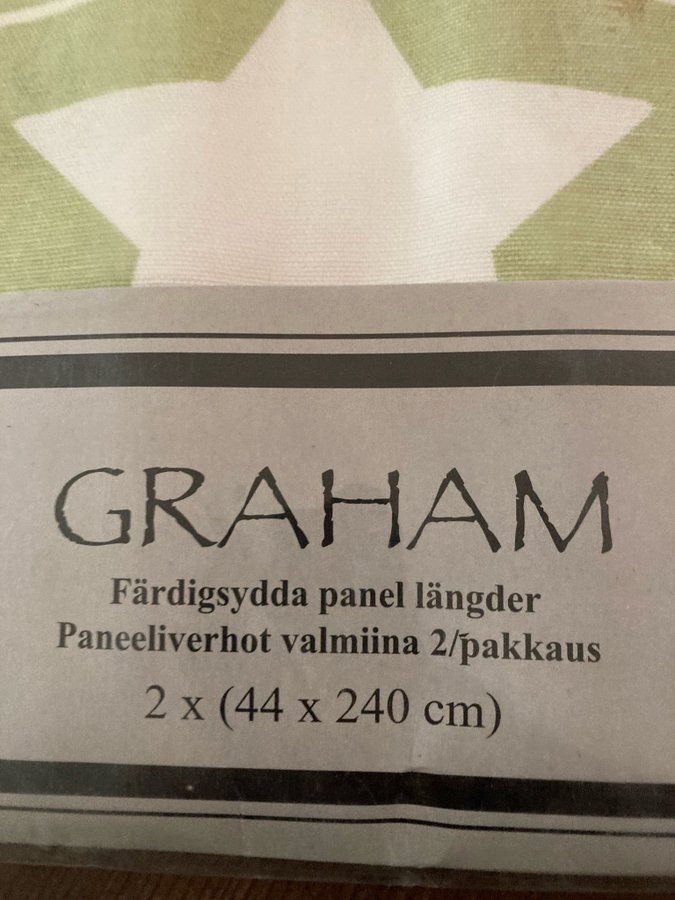 GRAHAM
Färdigsydda panel längder
Paneeliverhot valmiina 2/pakkaus
2 x (44 x 240 cm)